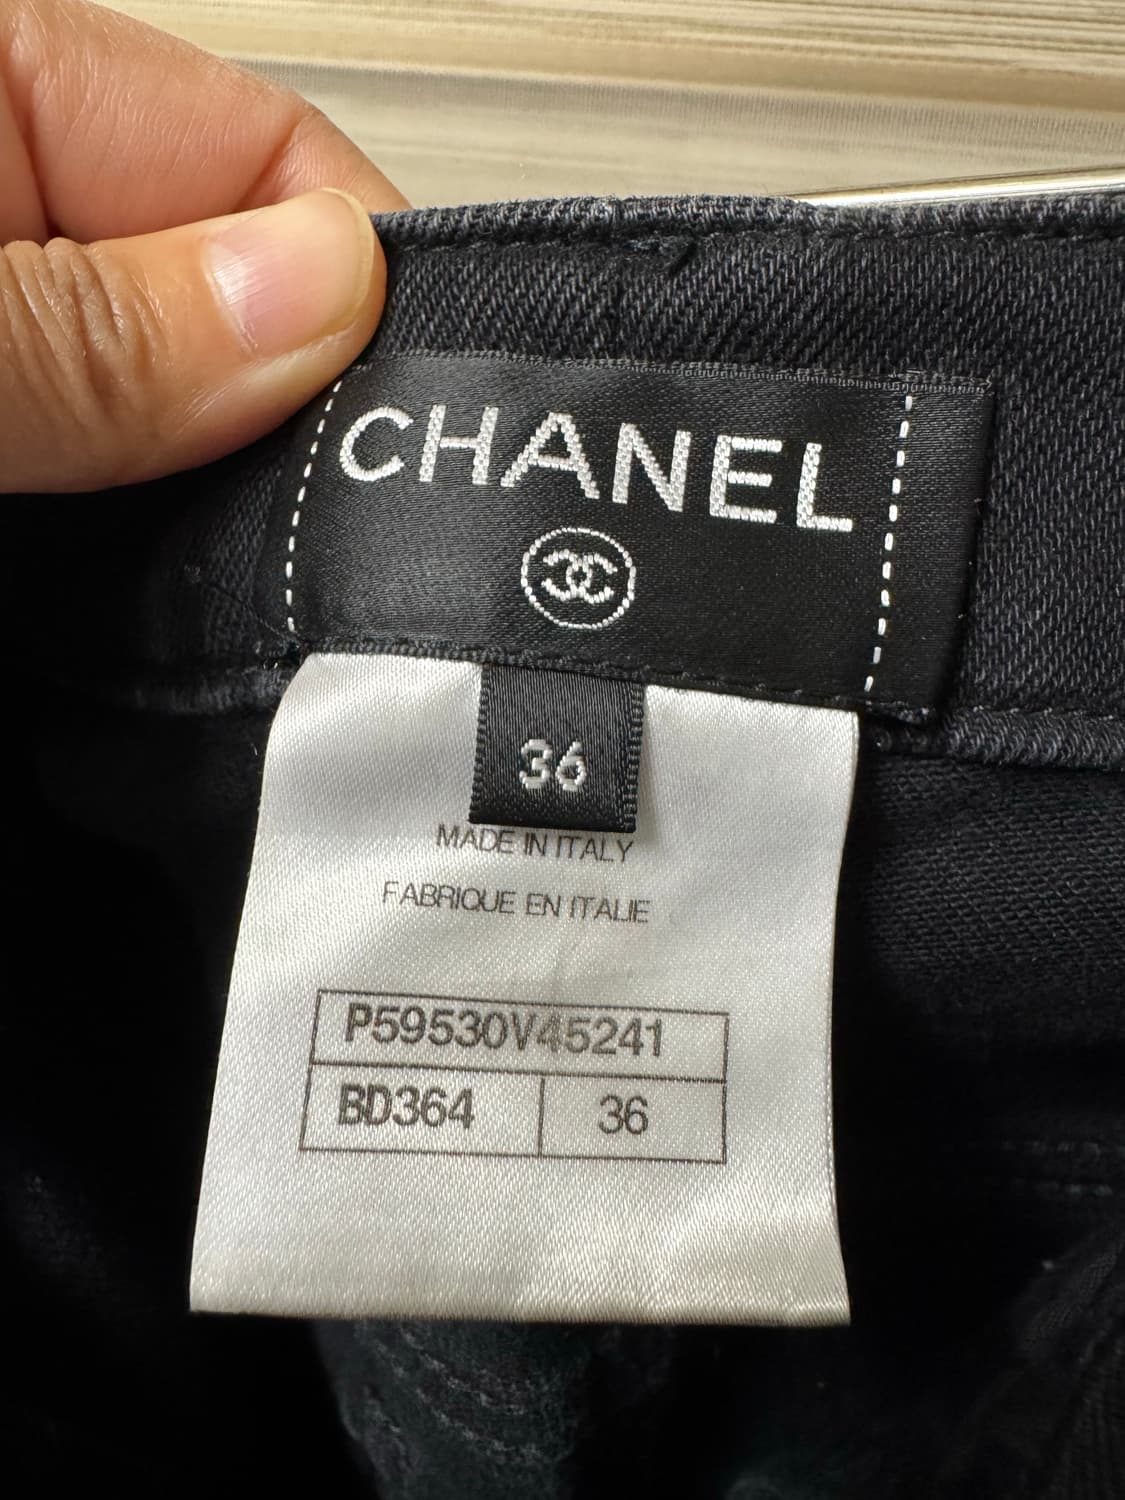 CHANEL
36
MADE IN ITALY
FABRIQUE EN ITALIE
P59530V45241
BD364 36